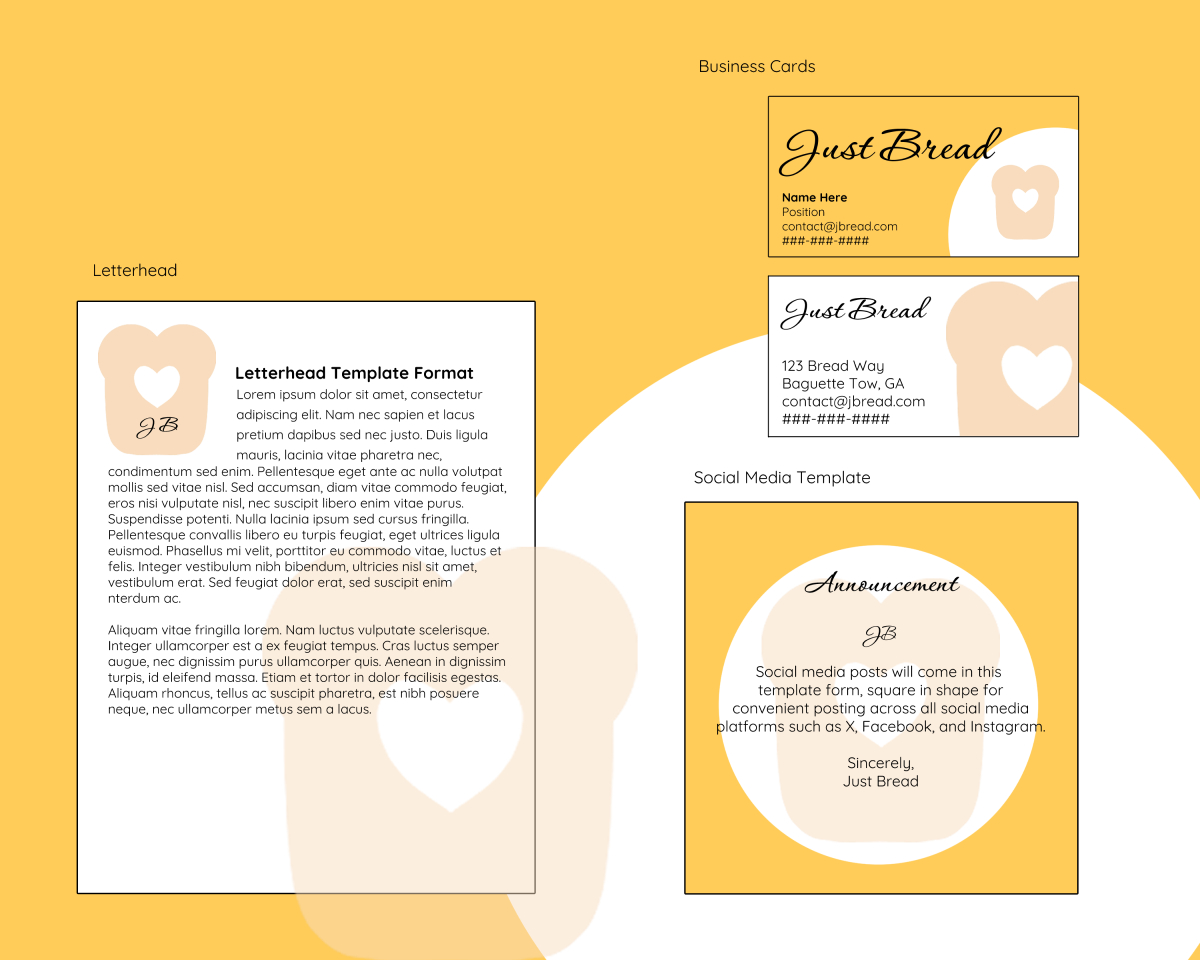 Business Cards
Just Bread
Name Here
Position
contact@jbread.com
###-###-####
Just Bread
123 Bread Way
Baguette Tow, GA
contact@jbread.com
###-###-####
Letterhead
Letterhead Template Format
Lorem ipsum dolor sit amet, consectetur
adipiscing elit. Nam nec sapien et lacus
pretium dapibus sed nec justo. Duis ligula
mauris, lacinia vitae pharetra nec,
JB
condimentum sed enim. Pellentesque eget ante ac nulla volutpat
mollis sed vitae nisl. Sed accumsan, diam vitae commodo feugiat,
eros nisi vulputate nisl, nec suscipit libero enim vitae purus.
Suspendisse potenti. Nulla lacinia ipsum sed cursus fringilla.
Pellentesque convallis libero eu turpis feugiat, eget ultrices ligula
euismod. Phasellus mi velit, porttitor eu commodo vitae, luctus et
felis. Integer vestibulum nibh bibendum, ultricies nisl sit amet,
vestibulum erat. Sed feugiat dolor erat, sed suscipit enim
nterdum ac.
Aliquam vitae fringilla lorem. Nam luctus vulputate scelerisque.
Integer ullamcorper est a ex feugiat tempus. Cras luctus semper
augue, nec dignissim purus ullamcorper quis. Aenean in dignissim
turpis, id eleifend massa. Etiam et tortor in dolor facilisis egestas.
Aliquam rhoncus, tellus ac suscipit pharetra, est nibh posuere
neque, nec ullamcorper metus sem a lacus.
Social Media Template
Announcement
JB
Social media posts will come in this
template form, square in shape for
convenient posting across all social media
platforms such as X, Facebook, and Instagram.
Sincerely,
Just Bread